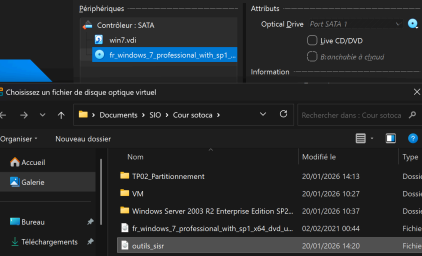 Périphériques
Contrôleur : SATA
win7.vdi
fr_windows_7_professional_with_sp1_...
Attributs
Optical Drive Port SATA 1
Live CD/DVD
Branchable à chaud
Information
Choisissez un fichier de disque optique virtuel
Documents > SIO > Cour sotoca >
Rechercher dans : Cour sotoca
Organiser
Nouveau dossier
Accueil
Galerie
Bureau
Téléchargements
Nom Modifié le Type
TP02_Partitionnement 20/01/2026 14:13 Dossie
VM 20/01/2026 10:27 Dossie
Windows Server 2003 R2 Enterprise Edition SP2... 20/01/2026 10:37 Dossie
fr_windows_7_professional_with_sp1_x64_dvd_u... 02/02/2021 00:44 Fichie
outils_sisr 20/01/2026 14:20 Fichie